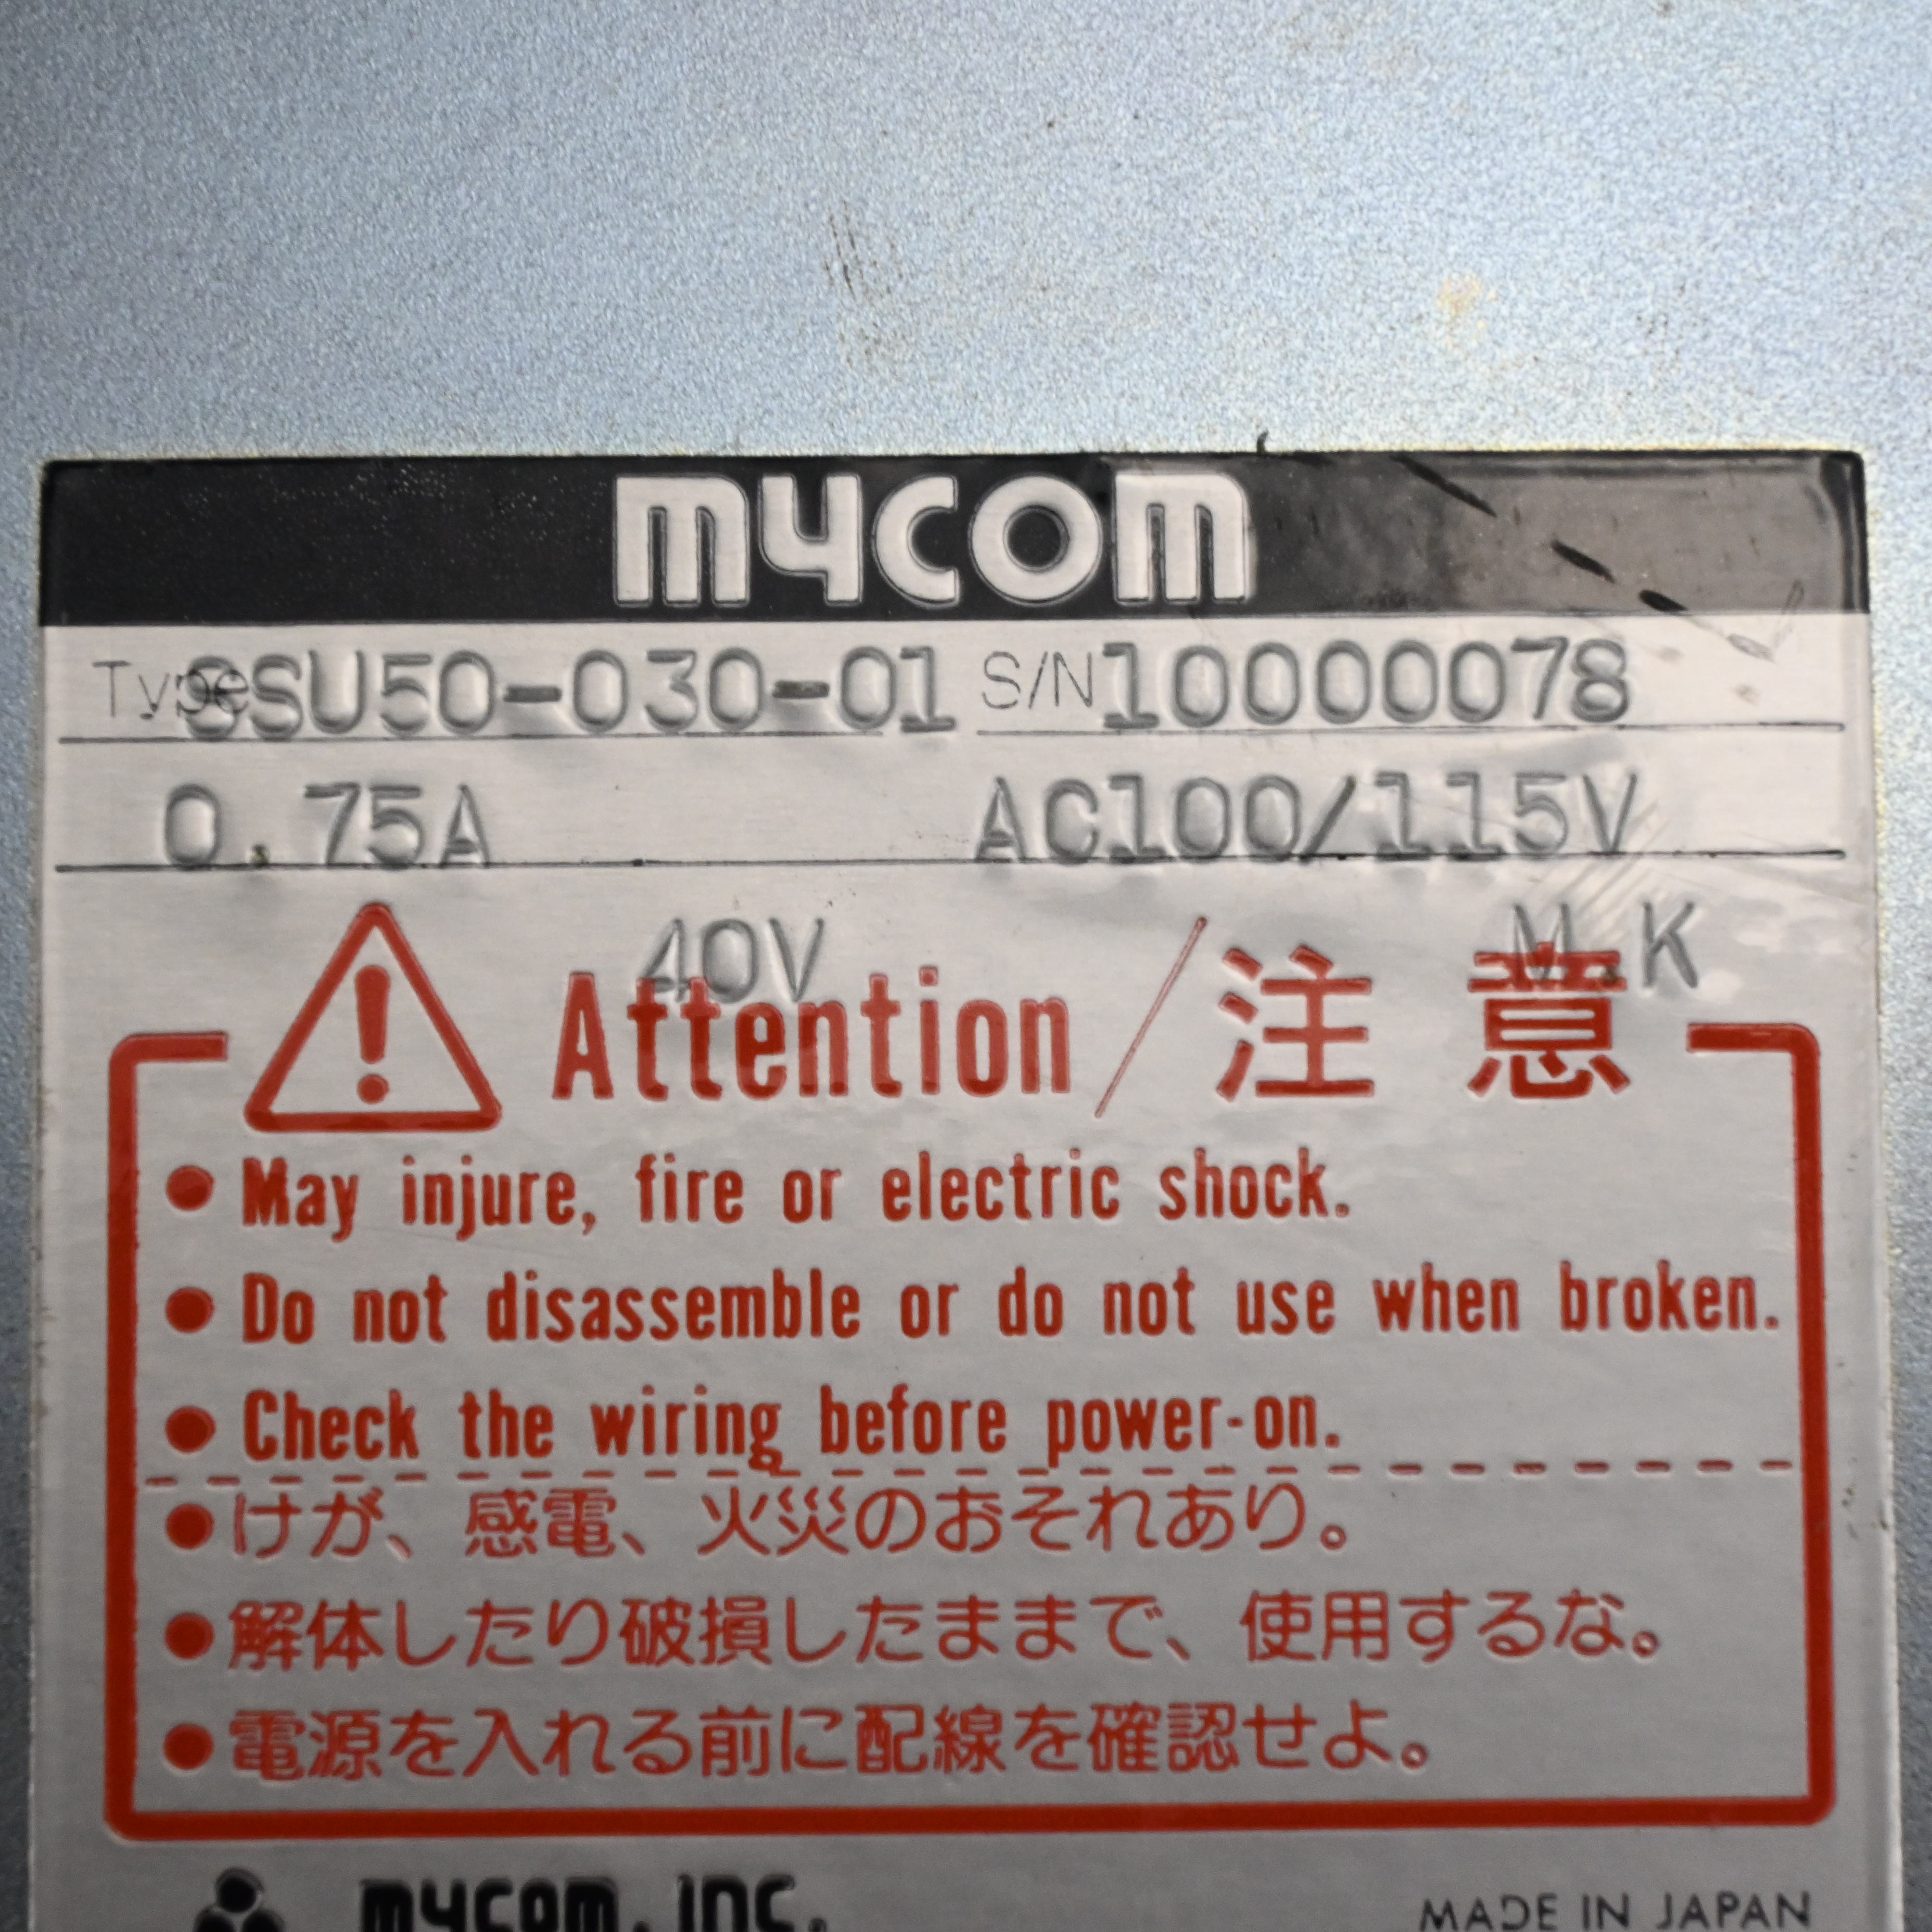 mycom
Type SSU50-030-01 S/N 10000078
0.75A AC100/115V
40V M.K
Attention/注意
● May injure, fire or electric shock.
● Do not disassemble or do not use when broken.
● Check the wiring before power-on.
● けが、感電、火災のおそれあり。
● 解体したり破損したままで、使用するな。
● 電源を入れる前に配線を確認せよ。
mycom, inc. MADE IN JAPAN